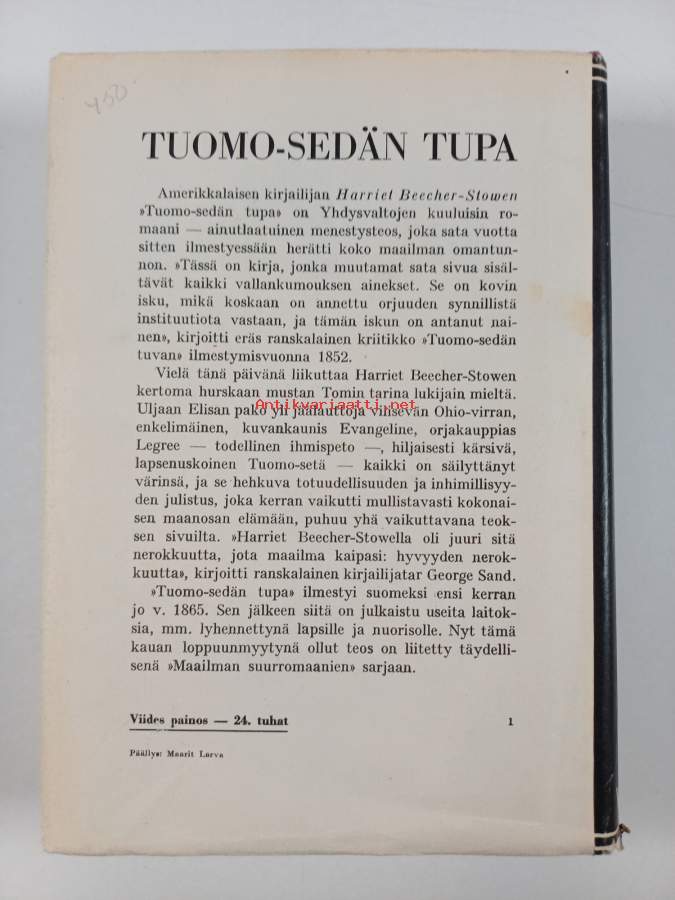 450
TUOMO-SEDÄN TUPA
Amerikkalaisen kirjailijan Harriet Beecher-Stowen
»Tuomo-sedän tupa» on Yhdysvaltojen kuuluisin ro-
maani — ainutlaatuinen menestysteos, joka sata vuotta
sitten ilmestyessään herätti koko maailman omantun-
non. »Tässä on kirja, jonka muutamat sata sivua sisäl-
tävät kaikki vallankumouksen ainekset. Se on kovin
isku, mikä koskaan on annettu orjuuden synnillistä
instituutiota vastaan, ja tämän iskun on antanut nai-
nen», kirjoitti eräs ranskalainen kriitikko »Tuomo-sedän
tuvan» ilmestymisvuonna 1852.
Vielä tänä päivänä liikuttaa Harriet Beecher-Stowen
kertoma hurskaan mustan Tomin tarina lukijain mieltä.
Antikvariaatti.net
Uljaan Elisan pako yli jäälauttoja vilisevän Ohio-virran,
enkelimäinen, kuvankaunis Evangeline, orjakauppias
Legree — todellinen ihmispeto —, hiljaisesti kärsivä,
lapsenuskoinen Tuomo-setä — kaikki on säilyttänyt
värinsä, ja se hehkuva totuudellisuuden ja inhimillisyy-
den julistus, joka kerran vaikutti mullistavasti kokonai-
sen maanosan elämään, puhuu yhä vaikuttavana teok-
sen sivuilta. »Harriet Beecher-Stowella oli juuri sitä
nerokkuutta, jota maailma kaipasi: hyvyyden nerok-
kuutta», kirjoitti ranskalainen kirjailijatar George Sand.
»Tuomo-sedän tupa» ilmestyi suomeksi ensi kerran
jo v. 1865. Sen jälkeen siitä on julkaistu useita laitok-
sia, mm. lyhennettynä lapsille ja nuorisolle. Nyt tämä
kauan loppuunmyytynä ollut teos on liitetty täydelli-
senä »Maailman suurromaanien» sarjaan.
Viides painos — 24. tuhat 1
Päällys: Maarit Larva